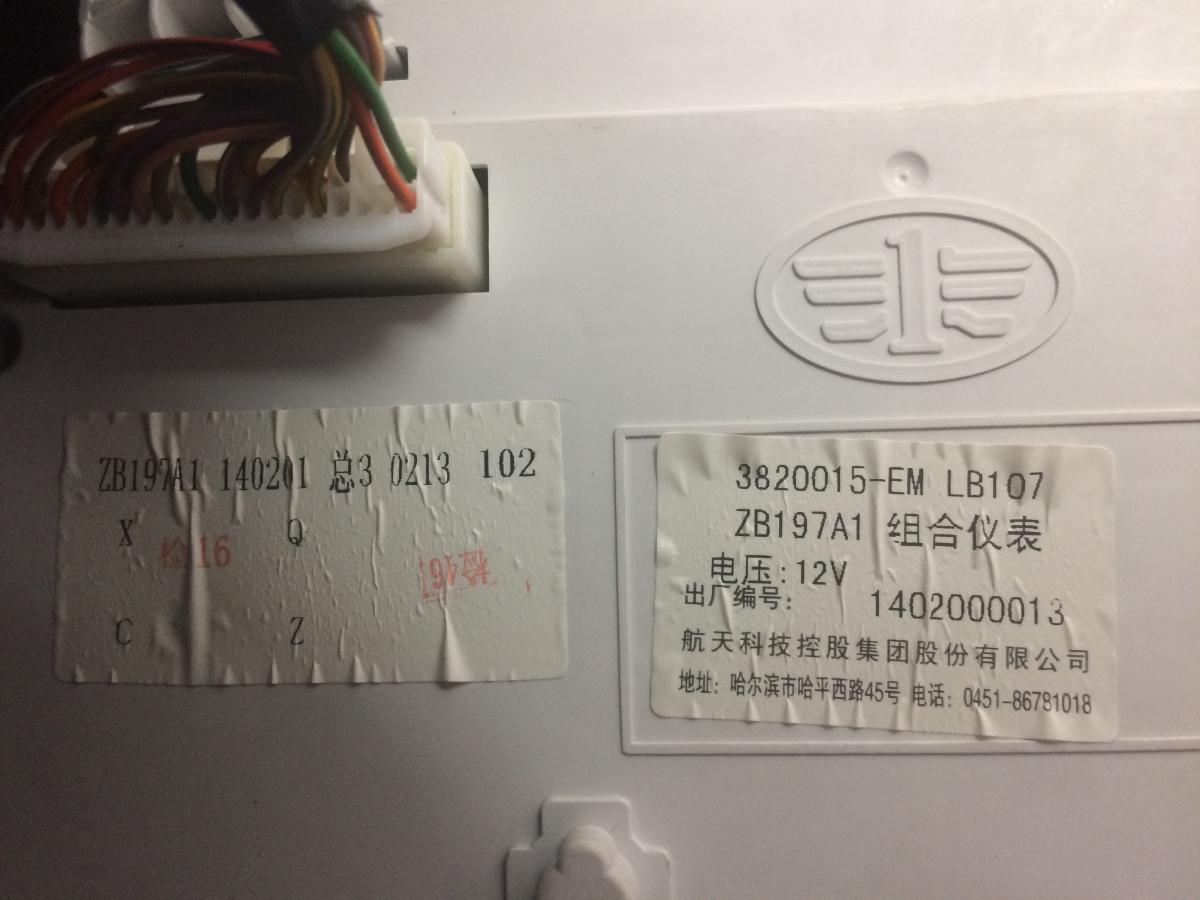 ZB197A1 140201 总3 0213 102
X Q
检16
检16
C Z
1
3820015-EM LB107
ZB197A1 组合仪表
电压:12V
出厂编号: 1402000013
航天科技控股集团股份有限公司
地址: 哈尔滨市哈平西路45号 电话: 0451-86781018